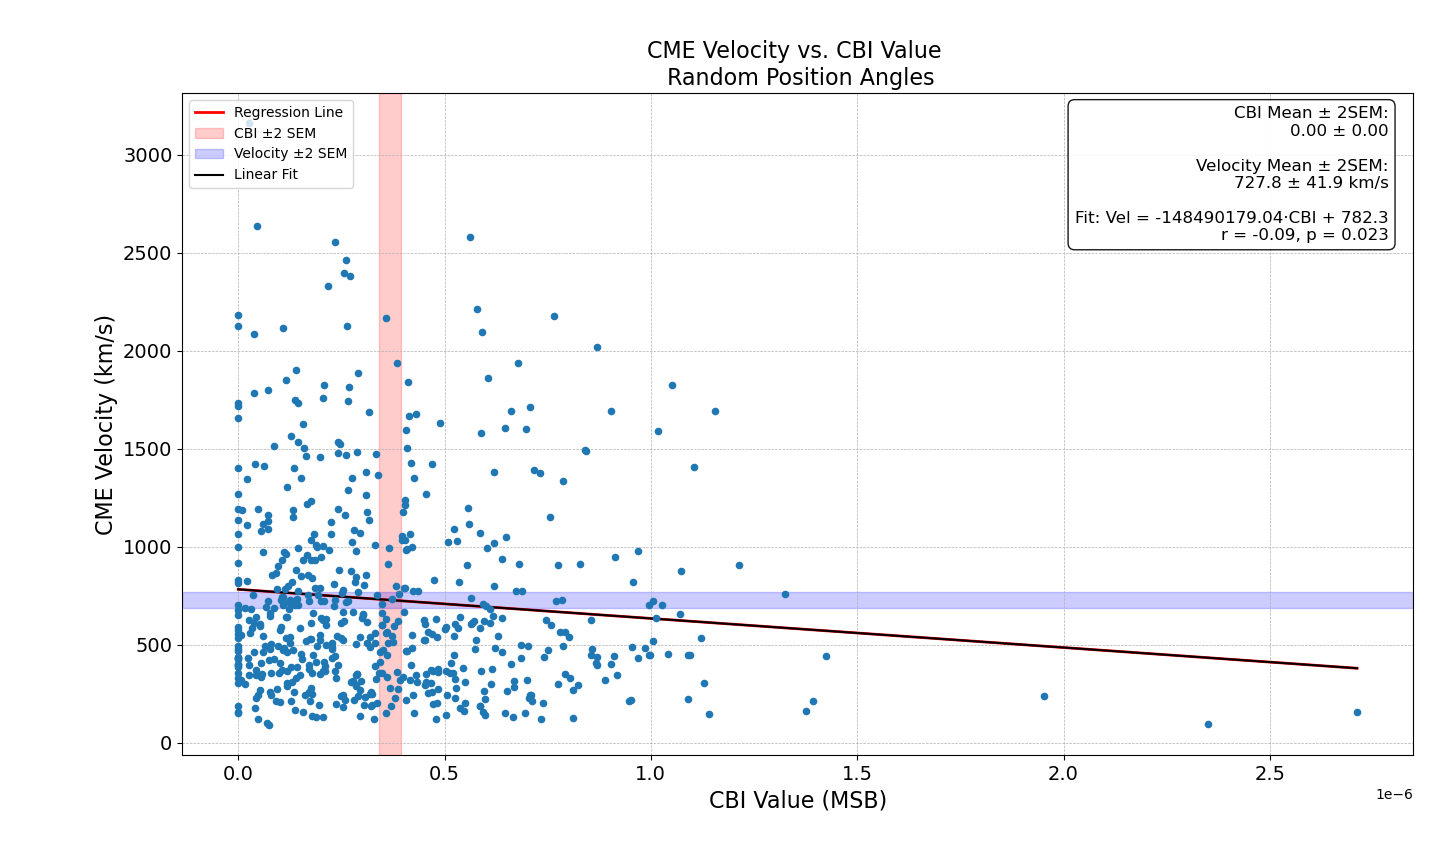 CME Velocity vs. CBI Value
Random Position Angles
Regression Line
CBI ±2 SEM
Velocity ±2 SEM
Linear Fit
CBI Mean ± 2SEM:
0.00 ± 0.00
Velocity Mean ± 2SEM:
727.8 ± 41.9 km/s
Fit: Vel = -148490179.04·CBI + 782.3
r = -0.09, p = 0.023
CME Velocity (km/s)
3000
2500
2000
1500
1000
500
0
0.0 0.5 1.0 1.5 2.0 2.5
1e−6
CBI Value (MSB)